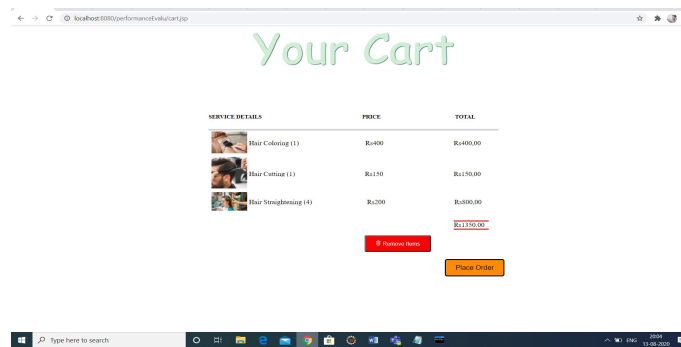 localhost:8080/performanceEvalu/cart.jsp
Your Cart
SERVICE DETAILS PRICE TOTAL
Hair Coloring (1) Rs400 Rs400.00
Hair Cutting (1) Rs150 Rs150.00
Hair Straightening (4) Rs200 Rs800.00
Rs1350.00
Remove Items
Place Order
Type here to search
ENG
20:04
13-08-2020